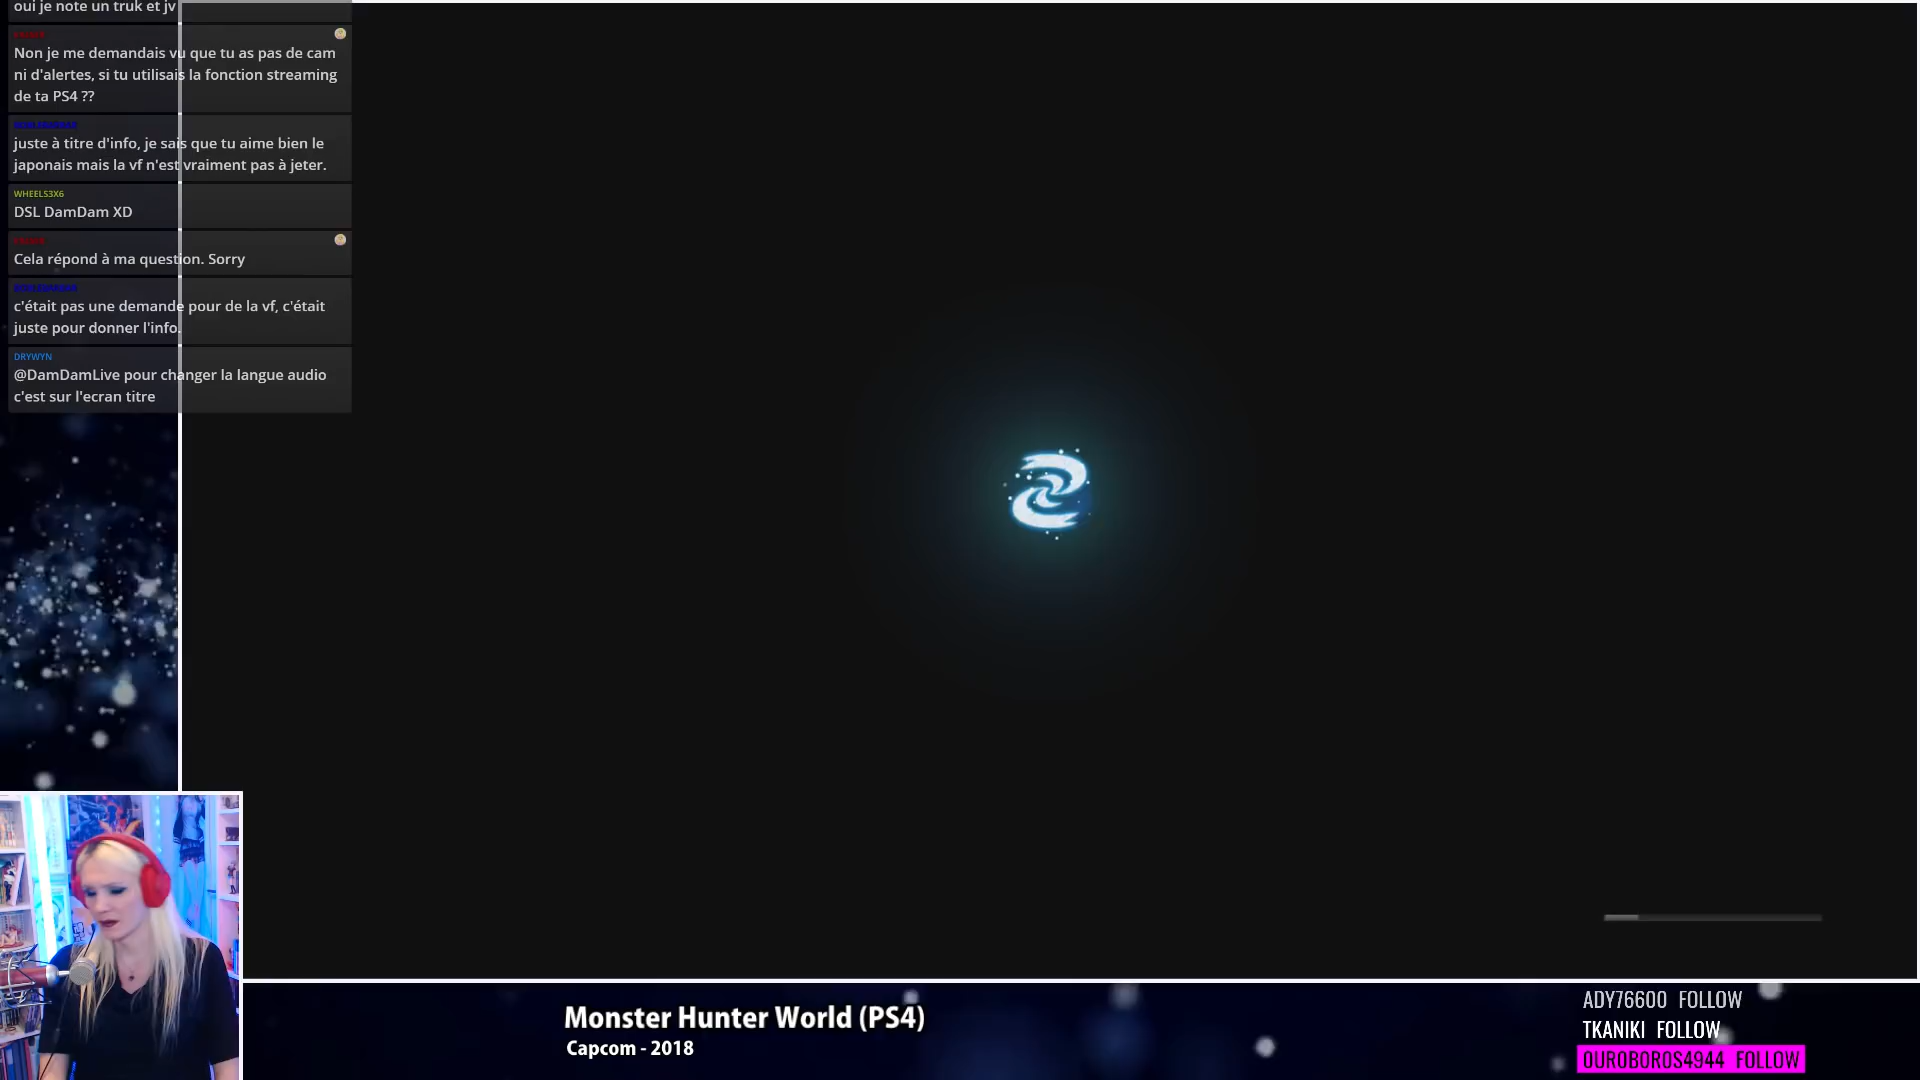 oui je note un truk et jv
Non je me demandais vu que tu as pas de cam
ni d'alertes, si tu utilisais la fonction streaming
de ta PS4 ??
juste à titre d'info, je sais que tu aime bien le
japonais mais la vf n'est vraiment pas à jeter.
WHEELS3X6
DSL DamDam XD
Cela répond à ma question. Sorry
c'était pas une demande pour de la vf, c'était
juste pour donner l'info.
DRYWYN
@DamDamLive pour changer la langue audio
c'est sur l'ecran titre
Monster Hunter World (PS4)
Capcom - 2018
ADY76600 FOLLOW
TKANIKI FOLLOW
OUROBOROS4944 FOLLOW